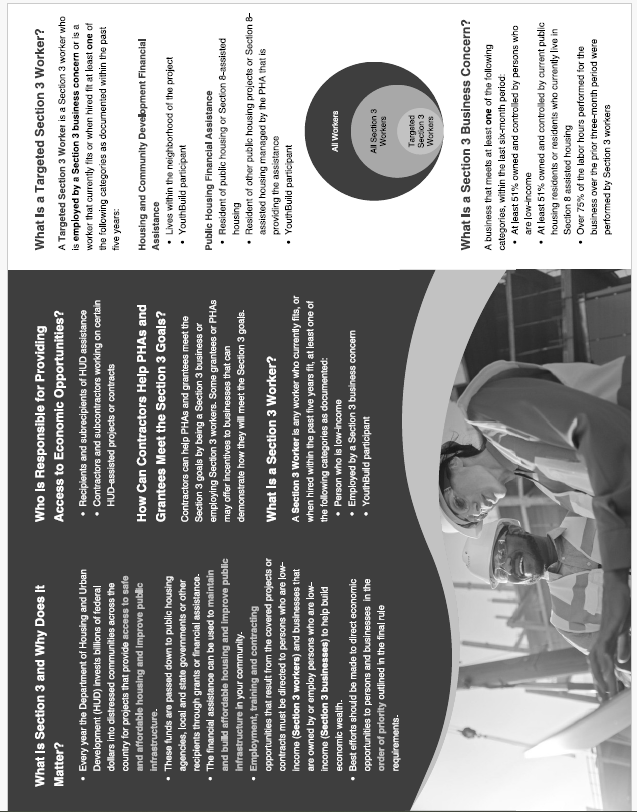 What Is Section 3 and Why Does It
Matter?
• Every year the Department of Housing and Urban
Development (HUD) invests billions of federal
dollars into distressed communities across the
country for projects that provide access to safe
and affordable housing and improve public
infrastructure.
• These funds are passed down to public housing
agencies, local and state governments or other
recipients through grants or financial assistance.
• The financial assistance can be used to maintain
and build affordable housing and improve public
infrastructure in your community.
• Employment, training and contracting
opportunities that result from the covered projects or
contracts must be directed to persons who are low-
income (Section 3 workers) and businesses that
are owned by or employ persons who are low-
income (Section 3 businesses) to help build
economic wealth.
• Best efforts should be made to direct economic
opportunities to persons and businesses in the
order of priority outlined in the final rule
requirements.
Who Is Responsible for Providing
Access to Economic Opportunities?
• Recipients and subrecipients of HUD assistance
• Contractors and subcontractors working on certain
HUD-assisted projects or contracts
How Can Contractors Help PHAs and
Grantees Meet the Section 3 Goals?
Contractors can help PHAs and grantees meet the
Section 3 goals by being a Section 3 business or
employing Section 3 workers. Some grantees or PHAs
may offer incentives to businesses that can
demonstrate how they will meet the Section 3 goals.
What Is a Section 3 Worker?
A Section 3 Worker is any worker who currently fits, or
when hired within the past five years fit, at least one of
the following categories as documented:
• Person who is low-income
• Employed by a Section 3 business concern
• YouthBuild participant
What Is a Targeted Section 3 Worker?
A Targeted Section 3 Worker is a Section 3 worker who
is employed by a Section 3 business concern or is a
worker that currently fits or when hired fit at least one of
the following categories as documented within the past
five years:
Housing and Community Development Financial
Assistance
• Lives within the neighborhood of the project
• YouthBuild participant
Public Housing Financial Assistance
• Resident of public housing or Section 8-assisted
housing
• Resident of other public housing projects or Section 8-
assisted housing managed by the PHA that is
providing the assistance
• YouthBuild participant
All Workers
All Section 3
Workers
Targeted
Section 3
Workers
What Is a Section 3 Business Concern?
A business that meets at least one of the following
categories, within the last six-month period:
• At least 51% owned and controlled by persons who
are low-income
• At least 51% owned and controlled by current public
housing residents or residents who currently live in
Section 8 assisted housing
• Over 75% of the labor hours performed for the
business over the prior three-month period were
performed by Section 3 workers